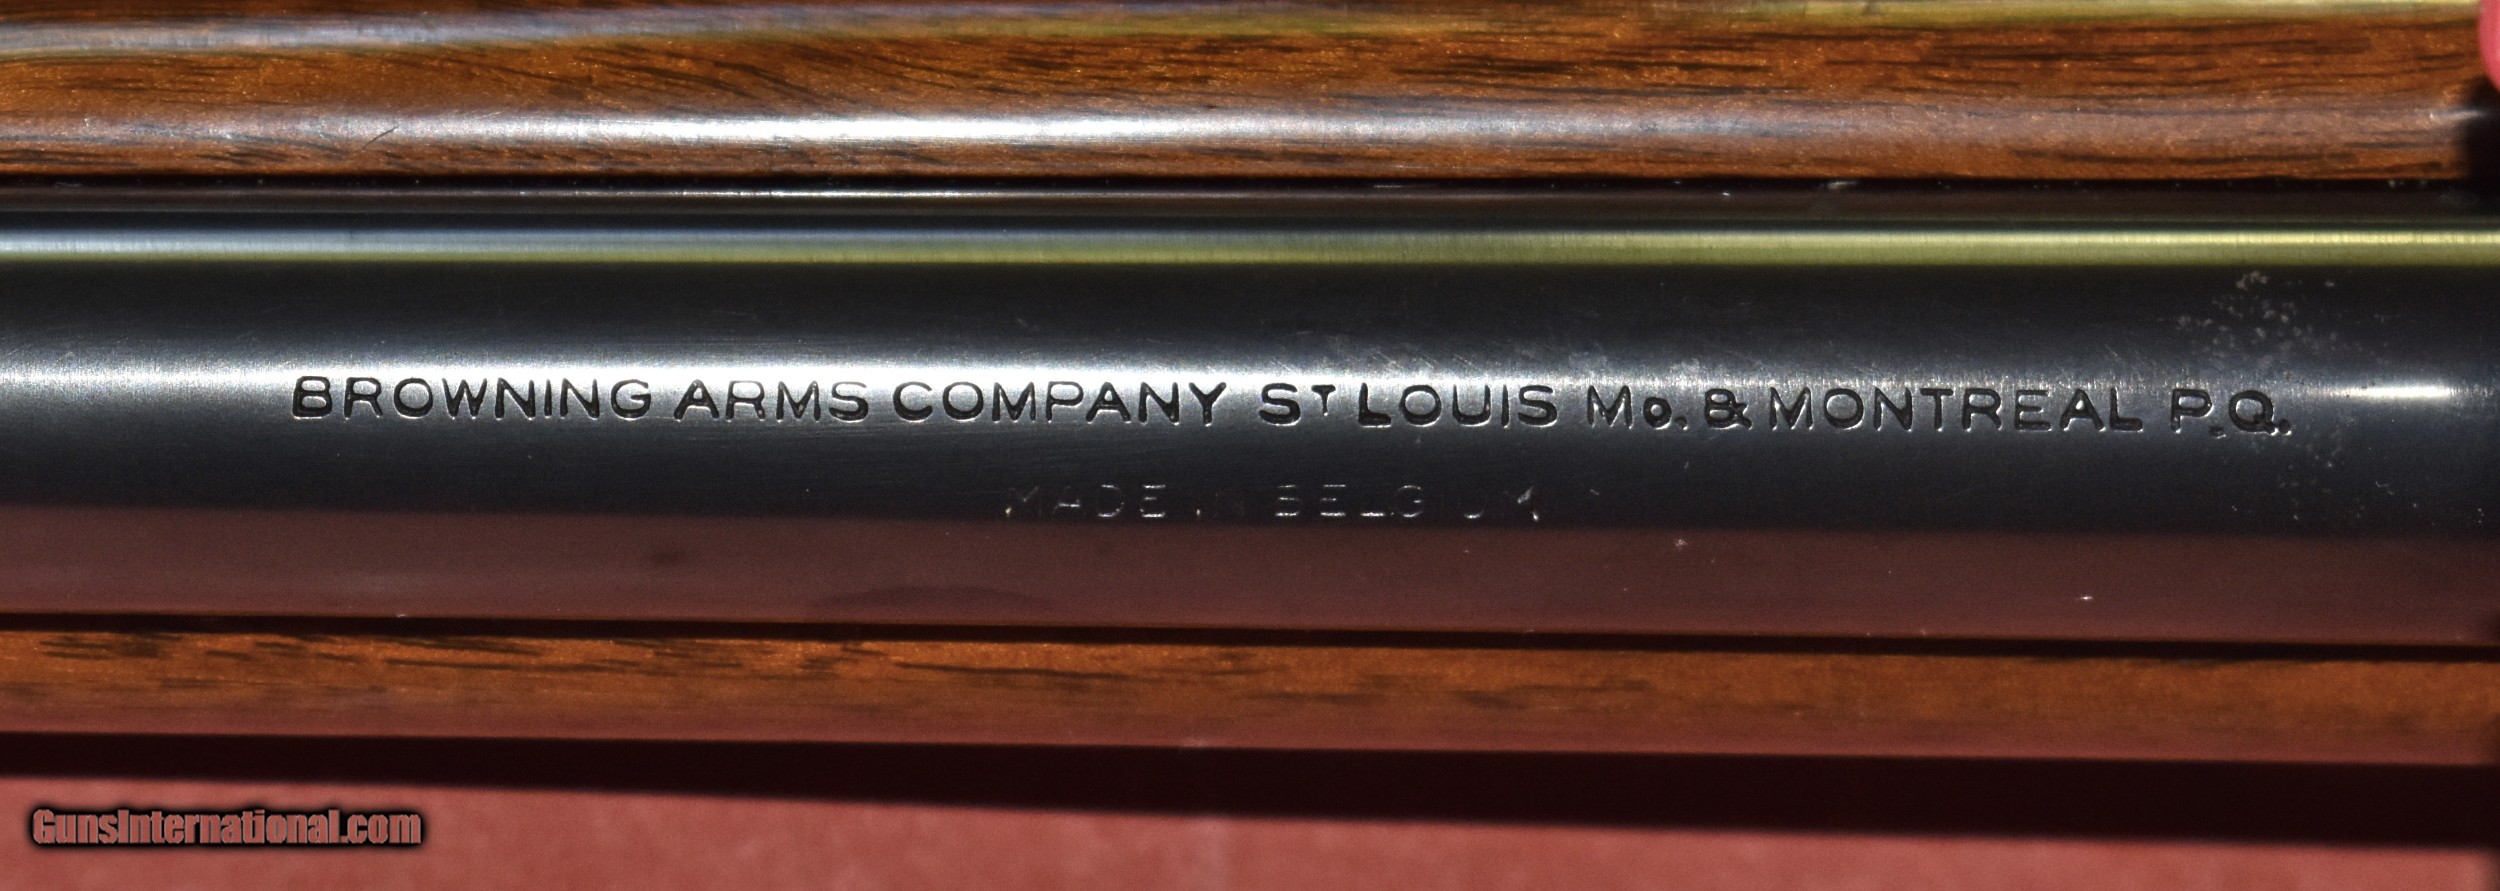 BROWNING ARMS COMPANY ST LOUIS MO. & MONTREAL P.Q.
MADE IN BELGIUM
GunsInternational.com